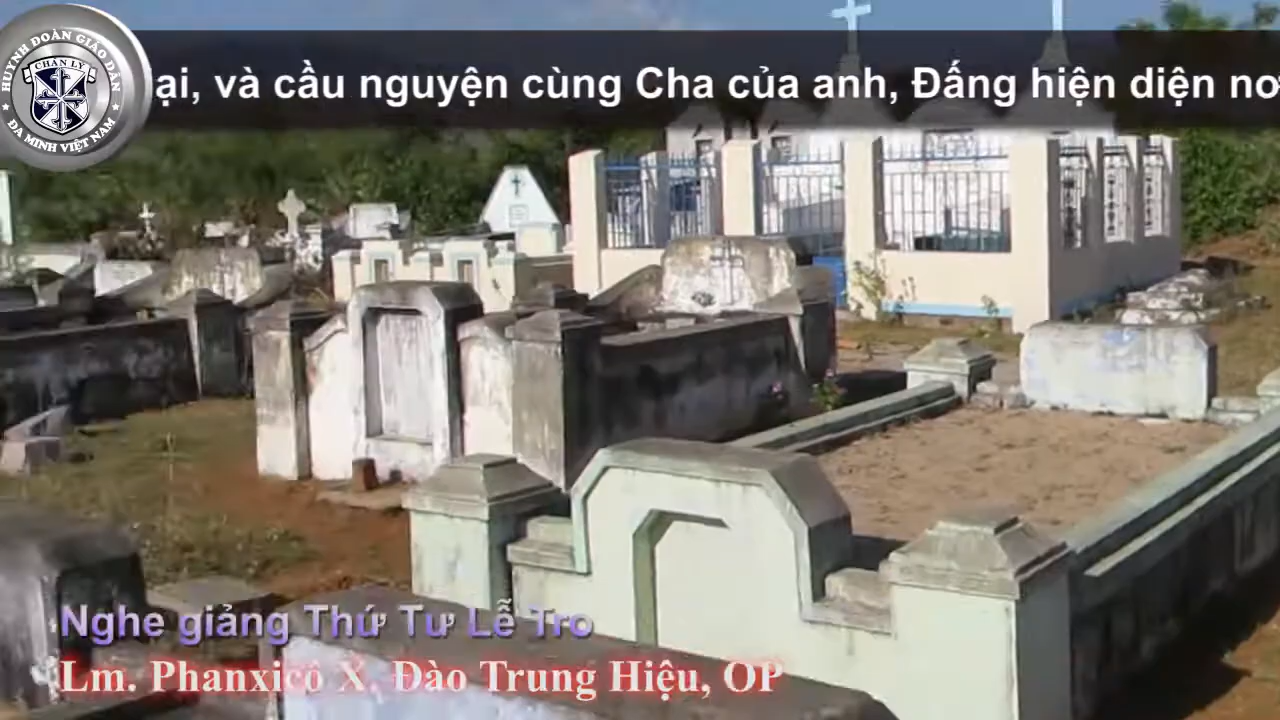 HUYNH ĐOÀN GIÁO DÂN
CHÂN LÝ
ĐA MINH VIỆT NAM
ại, và cầu nguyện cùng Cha của anh, Đấng hiện diện nơ
Nghe giảng Thứ Tư Lễ Tro
Lm. Phanxicô X. Đào Trung Hiệu, OP